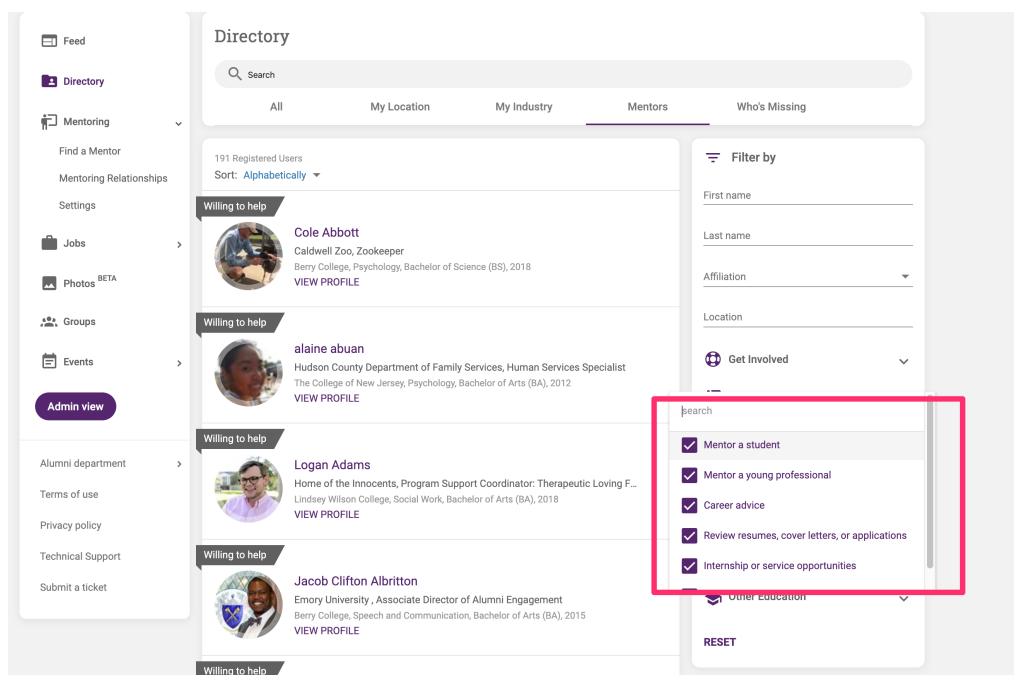 Feed
Directory
Mentoring
Find a Mentor
Mentoring Relationships
Settings
Jobs
Photos BETA
Groups
Events
Admin view
Alumni department
Terms of use
Privacy policy
Technical Support
Submit a ticket
Directory
Search
All My Location My Industry Mentors Who's Missing
191 Registered Users
Sort: Alphabetically
Willing to help
Cole Abbott
Caldwell Zoo, Zookeeper
Berry College, Psychology, Bachelor of Science (BS), 2018
VIEW PROFILE
Willing to help
alaine abuan
Hudson County Department of Family Services, Human Services Specialist
The College of New Jersey, Psychology, Bachelor of Arts (BA), 2012
VIEW PROFILE
Willing to help
Logan Adams
Home of the Innocents, Program Support Coordinator: Therapeutic Loving F...
Lindsey Wilson College, Social Work, Bachelor of Arts (BA), 2018
VIEW PROFILE
Willing to help
Jacob Clifton Albritton
Emory University , Associate Director of Alumni Engagement
Berry College, Speech and Communication, Bachelor of Arts (BA), 2015
VIEW PROFILE
Willing to help
Filter by
First name
Last name
Affiliation
Location
Get Involved
search
Mentor a student
Mentor a young professional
Career advice
Review resumes, cover letters, or applications
Internship or service opportunities
Other Education
RESET